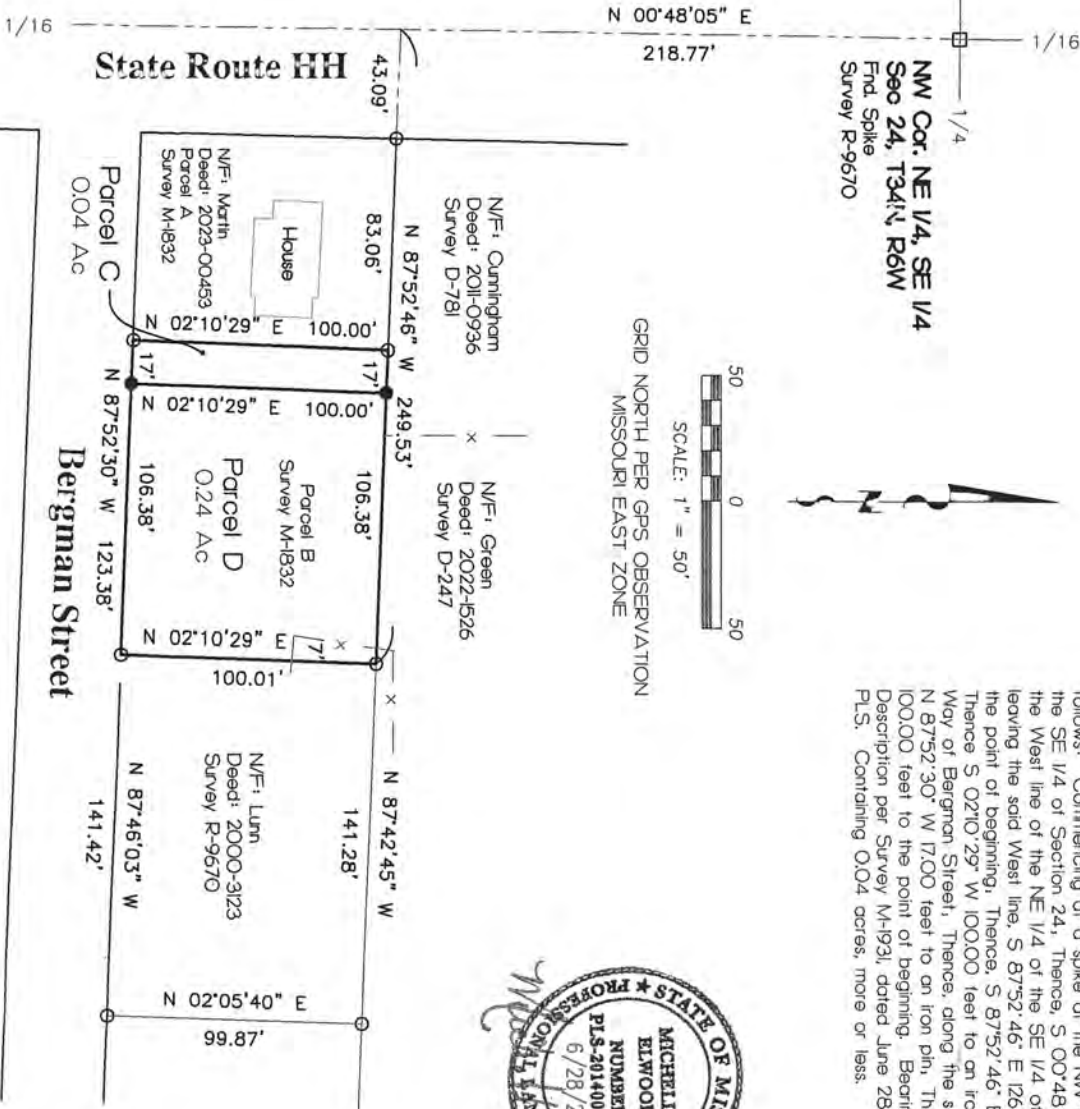 N 00°48'05" E
218.77'
1/16
1/16
1/4
NW Cor. NE 1/4, SE 1/4
Sec 24, T34N, R6W
Fnd. Spike
Survey R-9670
State Route HH
43.09'
N/F: Martin
Deed: 2023-00453
Parcel A
Survey M-1832
House
83.06'
N 87°52'46" W 249.53'
N/F: Cunningham
Deed: 2011-0936
Survey D-781
Parcel C
0.04 Ac
N 02°10'29" E 100.00'
17'
17'
N 02°10'29" E 100.00'
N 87°52'30" W 123.38'
106.38'
106.38'
Parcel B
Survey M-1832
Parcel D
0.24 Ac
Bergman Street
N 02°10'29" E
100.01'
7'
x
x
x
N/F: Green
Deed: 2022-1526
Survey D-247
50 0 50
SCALE: 1" = 50'
GRID NORTH PER GPS OBSERVATION
MISSOURI EAST ZONE
N 87°42'45" W
141.28'
N/F: Lunn
Deed: 2000-3123
Survey R-9670
N 87°46'03" W
141.42'
N 02°05'40" E
99.87'
follows: Commencing at a spike at the NW
the SE 1/4 of Section 24, Thence, S 00°48
the West line of the NE 1/4 of the SE 1/4 o
leaving the said West line, S 87°52'46" E 126
the point of beginning; Thence, S 87°52'46"
Thence S 02°10'29" W 100.00 feet to an iro
Way of Bergman Street, Thence, along the s
N 87°52'30" W 17.00 feet to an iron pin, Th
100.00 feet to the point of beginning. Beari
Description per Survey M-1931, dated June 28
PLS. Containing 0.04 acres, more or less.
STATE OF MI
MICHELL
ELWOO
NUMBE
PLS-201400
6/28/2
PROFESSIONAL LA